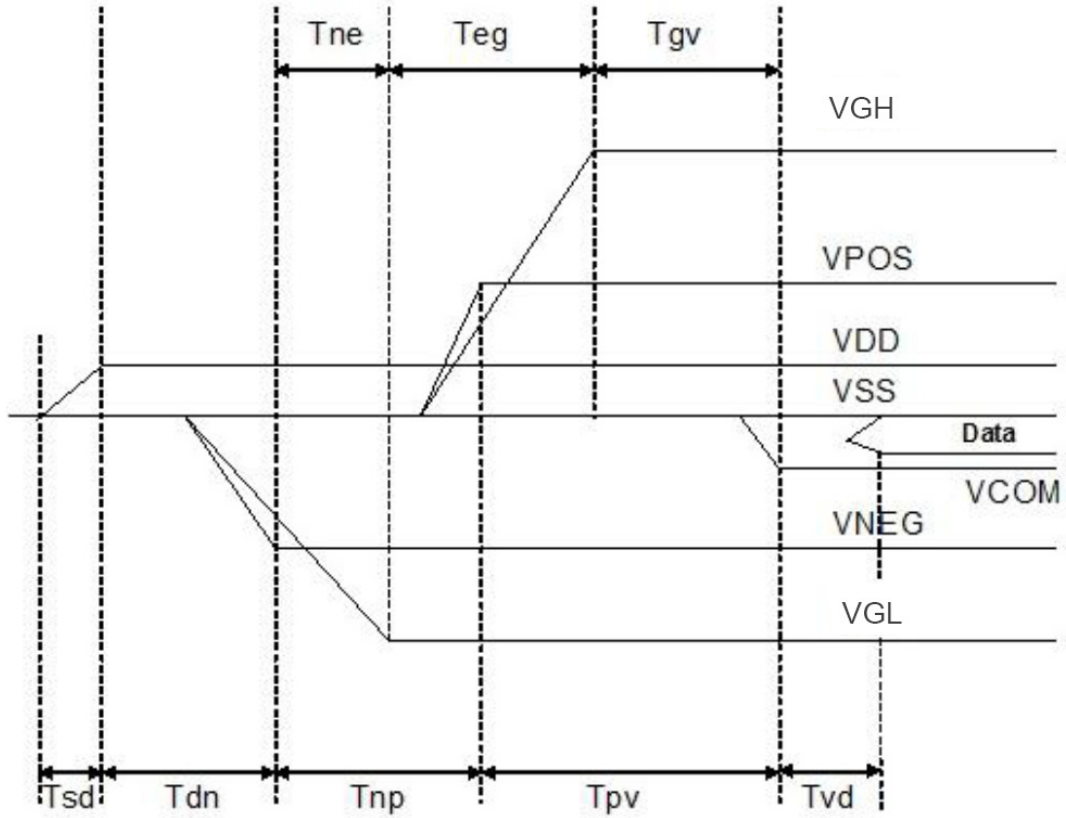 Tne Teg Tgv
VGH
VPOS
VDD
VSS
Data
VCOM
VNEG
VGL
Tsd Tdn Tnp Tpv Tvd